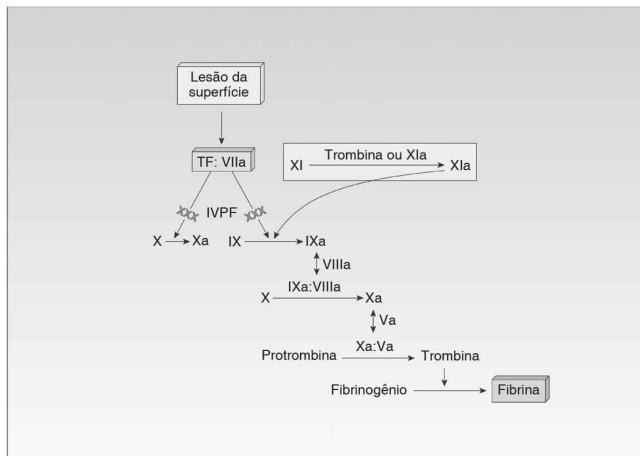 Lesão da
superfície
TF: VIIa
Trombina ou XIa
XI
XIa
IVPF
X
Xa
IX
IXa
VIIIa
IXa:VIIIa
X
Xa
Va
Xa:Va
Protrombina
Trombina
Fibrinogênio
Fibrina